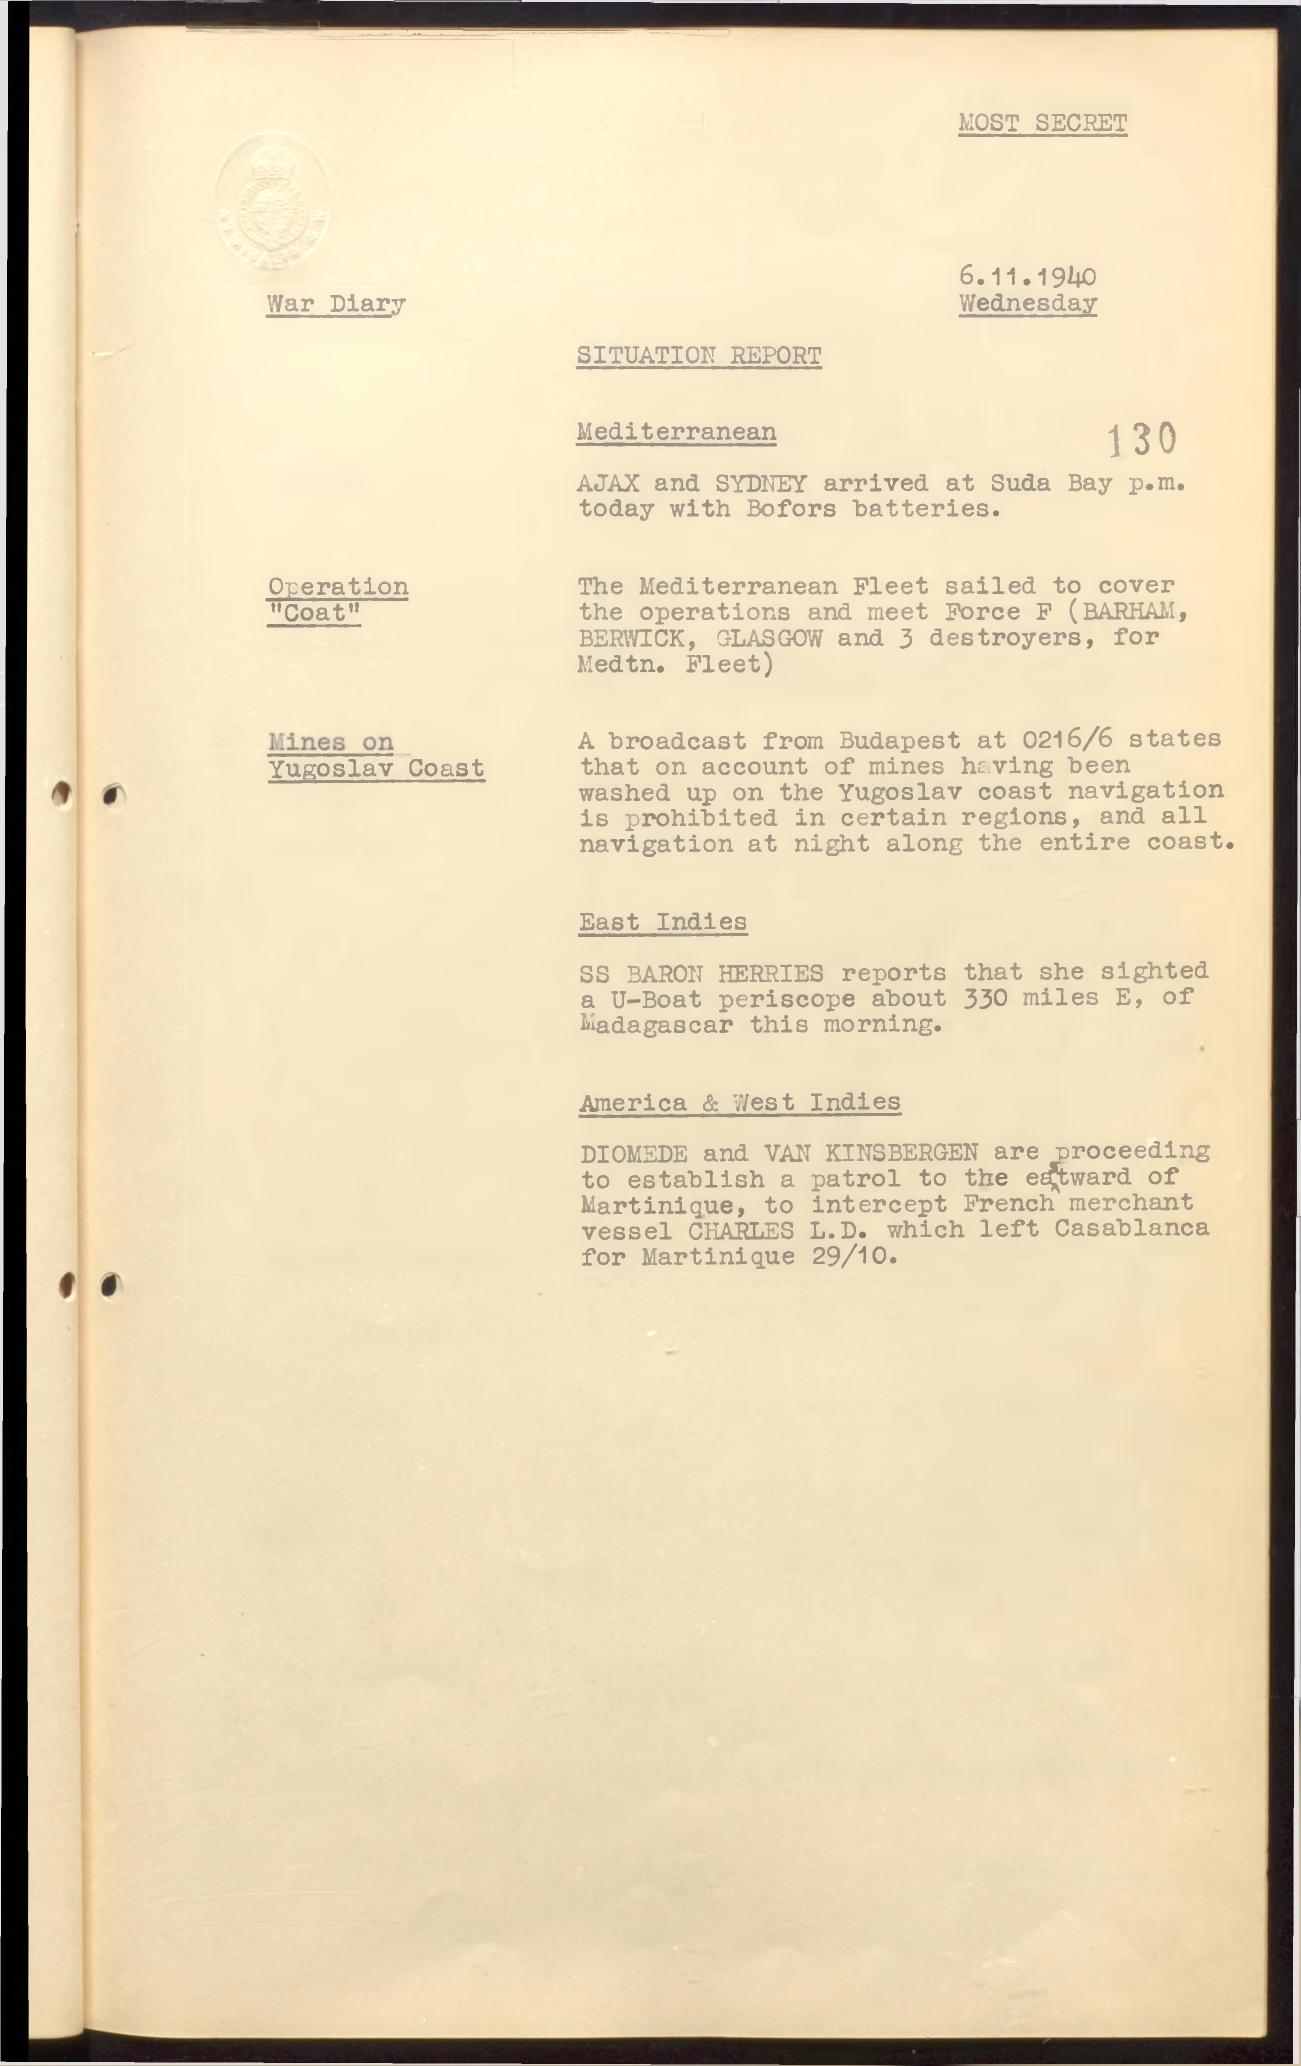 MOST SECRET
6.11.1940
War Diary
Wednesday
SITUATION REPORT
Mediterranean
130
AJAX and SYDNEY arrived at Suda Bay p.m.
today with Bofors batteries.
Operation
"Coat"
The Mediterranean Fleet sailed to cover
the operations and meet Force F (BARHAM,
BERWICK, GLASGOW and 3 destroyers, for
Medtn. Fleet)
Mines on
Yugoslav Coast
A broadcast from Budapest at 0216/6 states
that on account of mines having been
washed up on the Yugoslav coast navigation
is prohibited in certain regions, and all
navigation at night along the entire coast.
East Indies
SS BARON HERRIES reports that she sighted
a U-Boat periscope about 330 miles E, of
Madagascar this morning.
America & West Indies
DIOMEDE and VAN KINSBERGEN are proceeding
to establish a patrol to the eastward of
Martinique, to intercept French merchant
vessel CHARLES L.D. which left Casablanca
for Martinique 29/10.